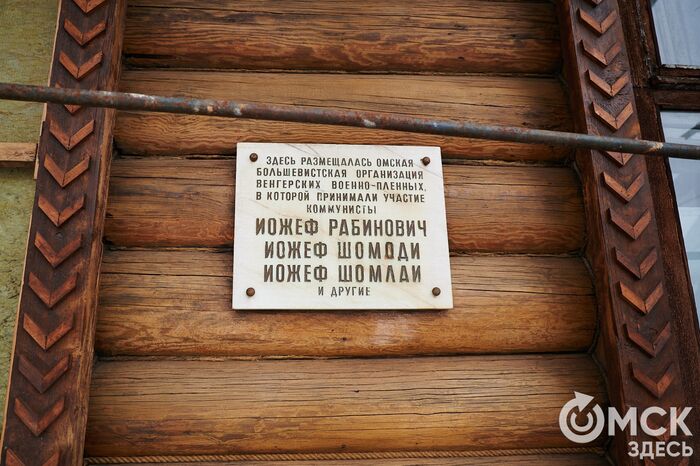 ЗДЕСЬ РАЗМЕЩАЛАСЬ ОМСКАЯ
БОЛЬШЕВИСТСКАЯ ОРГАНИЗАЦИЯ
ВЕНГЕРСКИХ ВОЕННО-ПЛЕННЫХ,
В КОТОРОЙ ПРИНИМАЛИ УЧАСТИЕ
КОММУНИСТЫ
ИОЖЕФ РАБИНОВИЧ
ИОЖЕФ ШОМОДИ
ИОЖЕФ ШОМЛАИ
И ДРУГИЕ
ОМСК
ЗДЕСЬ